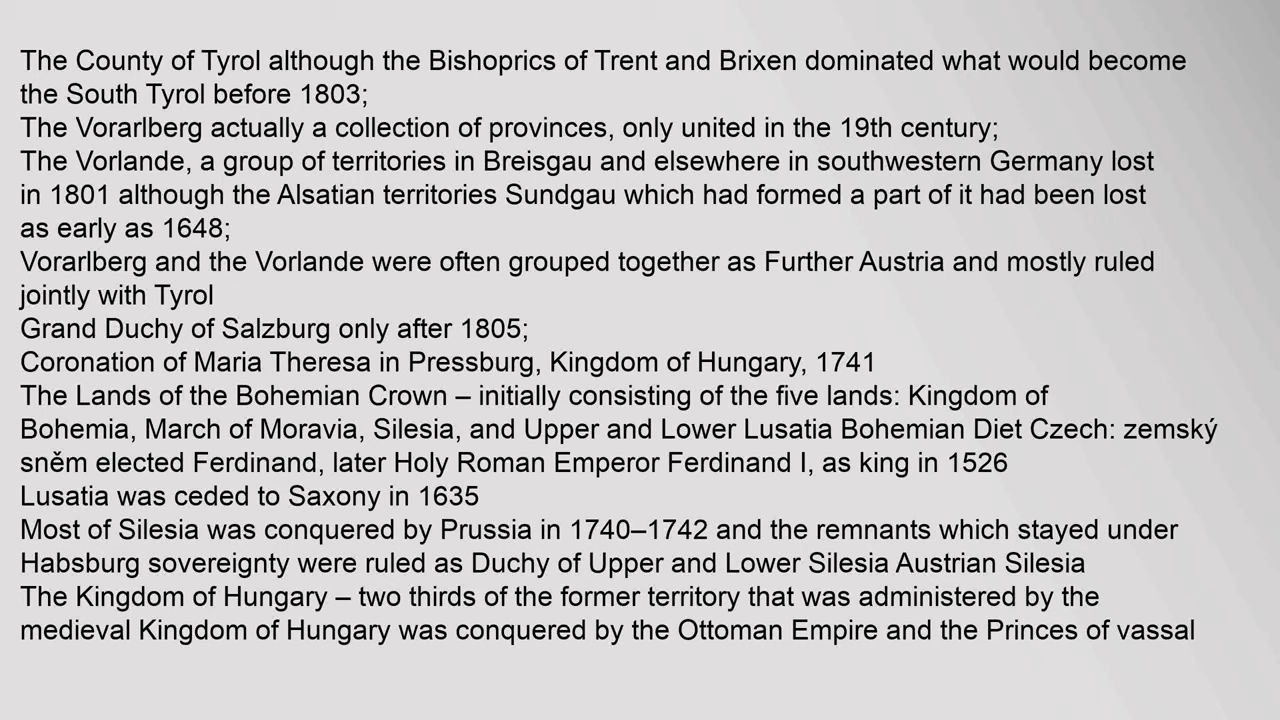 The County of Tyrol although the Bishoprics of Trent and Brixen dominated what would become
the South Tyrol before 1803;
The Vorarlberg actually a collection of provinces, only united in the 19th century;
The Vorlande, a group of territories in Breisgau and elsewhere in southwestern Germany lost
in 1801 although the Alsatian territories Sundgau which had formed a part of it had been lost
as early as 1648;
Vorarlberg and the Vorlande were often grouped together as Further Austria and mostly ruled
jointly with Tyrol
Grand Duchy of Salzburg only after 1805;
Coronation of Maria Theresa in Pressburg, Kingdom of Hungary, 1741
The Lands of the Bohemian Crown – initially consisting of the five lands: Kingdom of
Bohemia, March of Moravia, Silesia, and Upper and Lower Lusatia Bohemian Diet Czech: zemský
sněm elected Ferdinand, later Holy Roman Emperor Ferdinand I, as king in 1526
Lusatia was ceded to Saxony in 1635
Most of Silesia was conquered by Prussia in 1740–1742 and the remnants which stayed under
Habsburg sovereignty were ruled as Duchy of Upper and Lower Silesia Austrian Silesia
The Kingdom of Hungary – two thirds of the former territory that was administered by the
medieval Kingdom of Hungary was conquered by the Ottoman Empire and the Princes of vassal